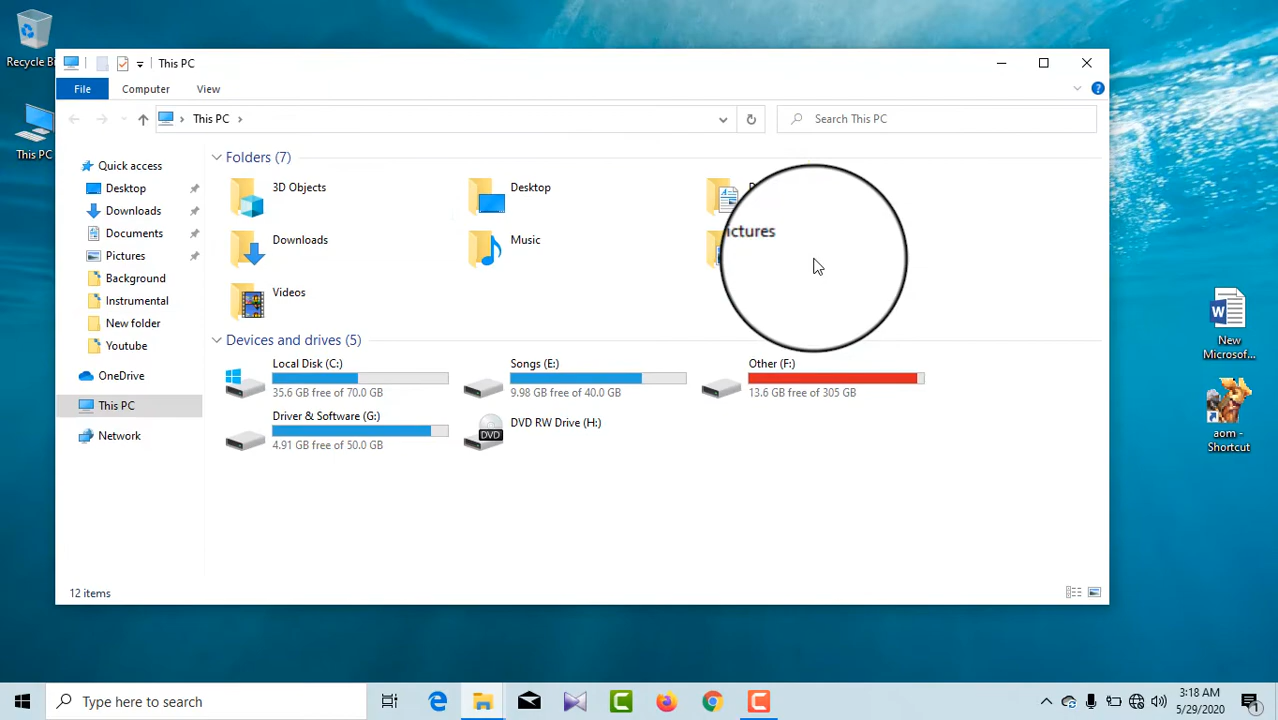 Recycle Bi
This PC
This PC
File
Computer
View
This PC
Search This PC
Quick access
Desktop
Downloads
Documents
Pictures
Background
Instrumental
New folder
Youtube
OneDrive
This PC
Network
Folders (7)
3D Objects
Desktop
Downloads
Music
ictures
Videos
Devices and drives (5)
Local Disk (C:)
35.6 GB free of 70.0 GB
Songs (E:)
9.98 GB free of 40.0 GB
Other (F:)
13.6 GB free of 305 GB
Driver & Software (G:)
4.91 GB free of 50.0 GB
DVD
DVD RW Drive (H:)
12 items
New
Microsof...
aom -
Shortcut
Type here to search
3:18 AM
5/29/2020
1